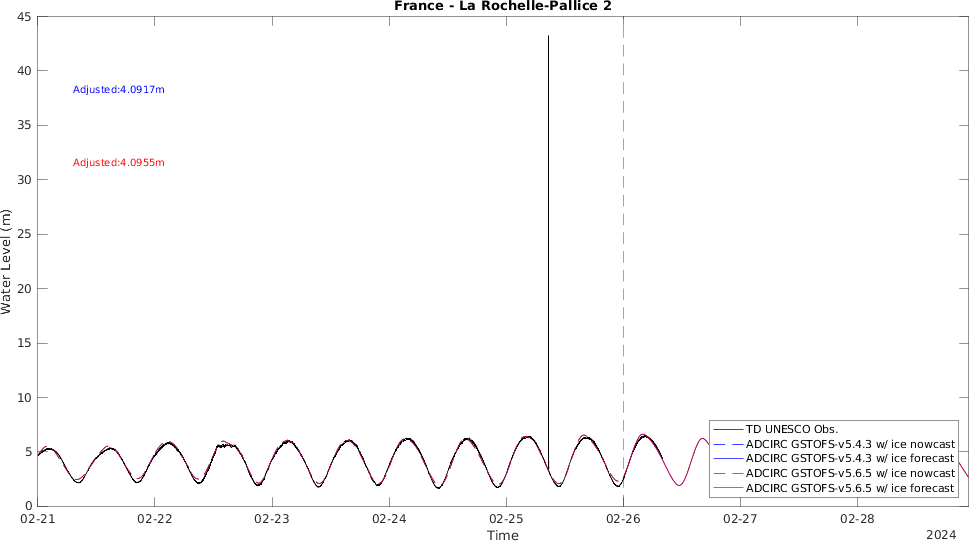 France - La Rochelle-Pallice 2
45
40
35
30
25
20
15
10
5
0
Water Level (m)
Adjusted:4.0917m
Adjusted:4.0955m
TD UNESCO Obs.
ADCIRC GSTOFS-v5.4.3 w/ ice nowcast
ADCIRC GSTOFS-v5.4.3 w/ ice forecast
ADCIRC GSTOFS-v5.6.5 w/ ice nowcast
ADCIRC GSTOFS-v5.6.5 w/ ice forecast
02-21 02-22 02-23 02-24 02-25 02-26 02-27 02-28
Time
2024